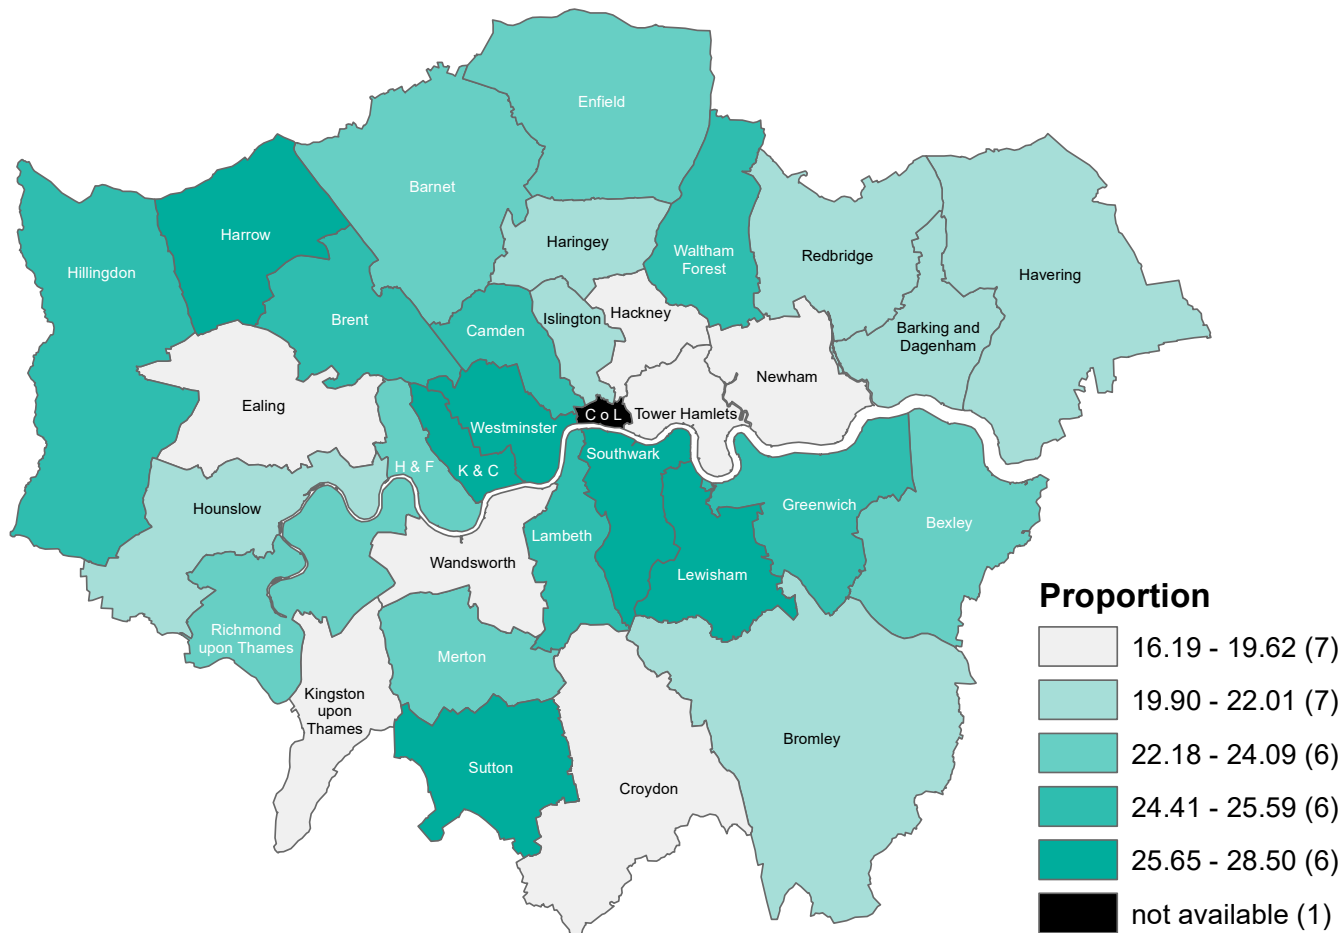 Enfield
Barnet
Harrow
Haringey
Waltham
Forest
Redbridge
Havering
Hillingdon
Brent
Camden
Islington
Hackney
Barking and
Dagenham
Newham
Ealing
Westminster
C o L
Tower Hamlets
H & F
K & C
Southwark
Hounslow
Greenwich
Bexley
Lambeth
Wandsworth
Lewisham
Richmond
upon Thames
Merton
Kingston
upon
Thames
Sutton
Croydon
Bromley
Proportion
16.19 - 19.62 (7)
19.90 - 22.01 (7)
22.18 - 24.09 (6)
24.41 - 25.59 (6)
25.65 - 28.50 (6)
not available (1)